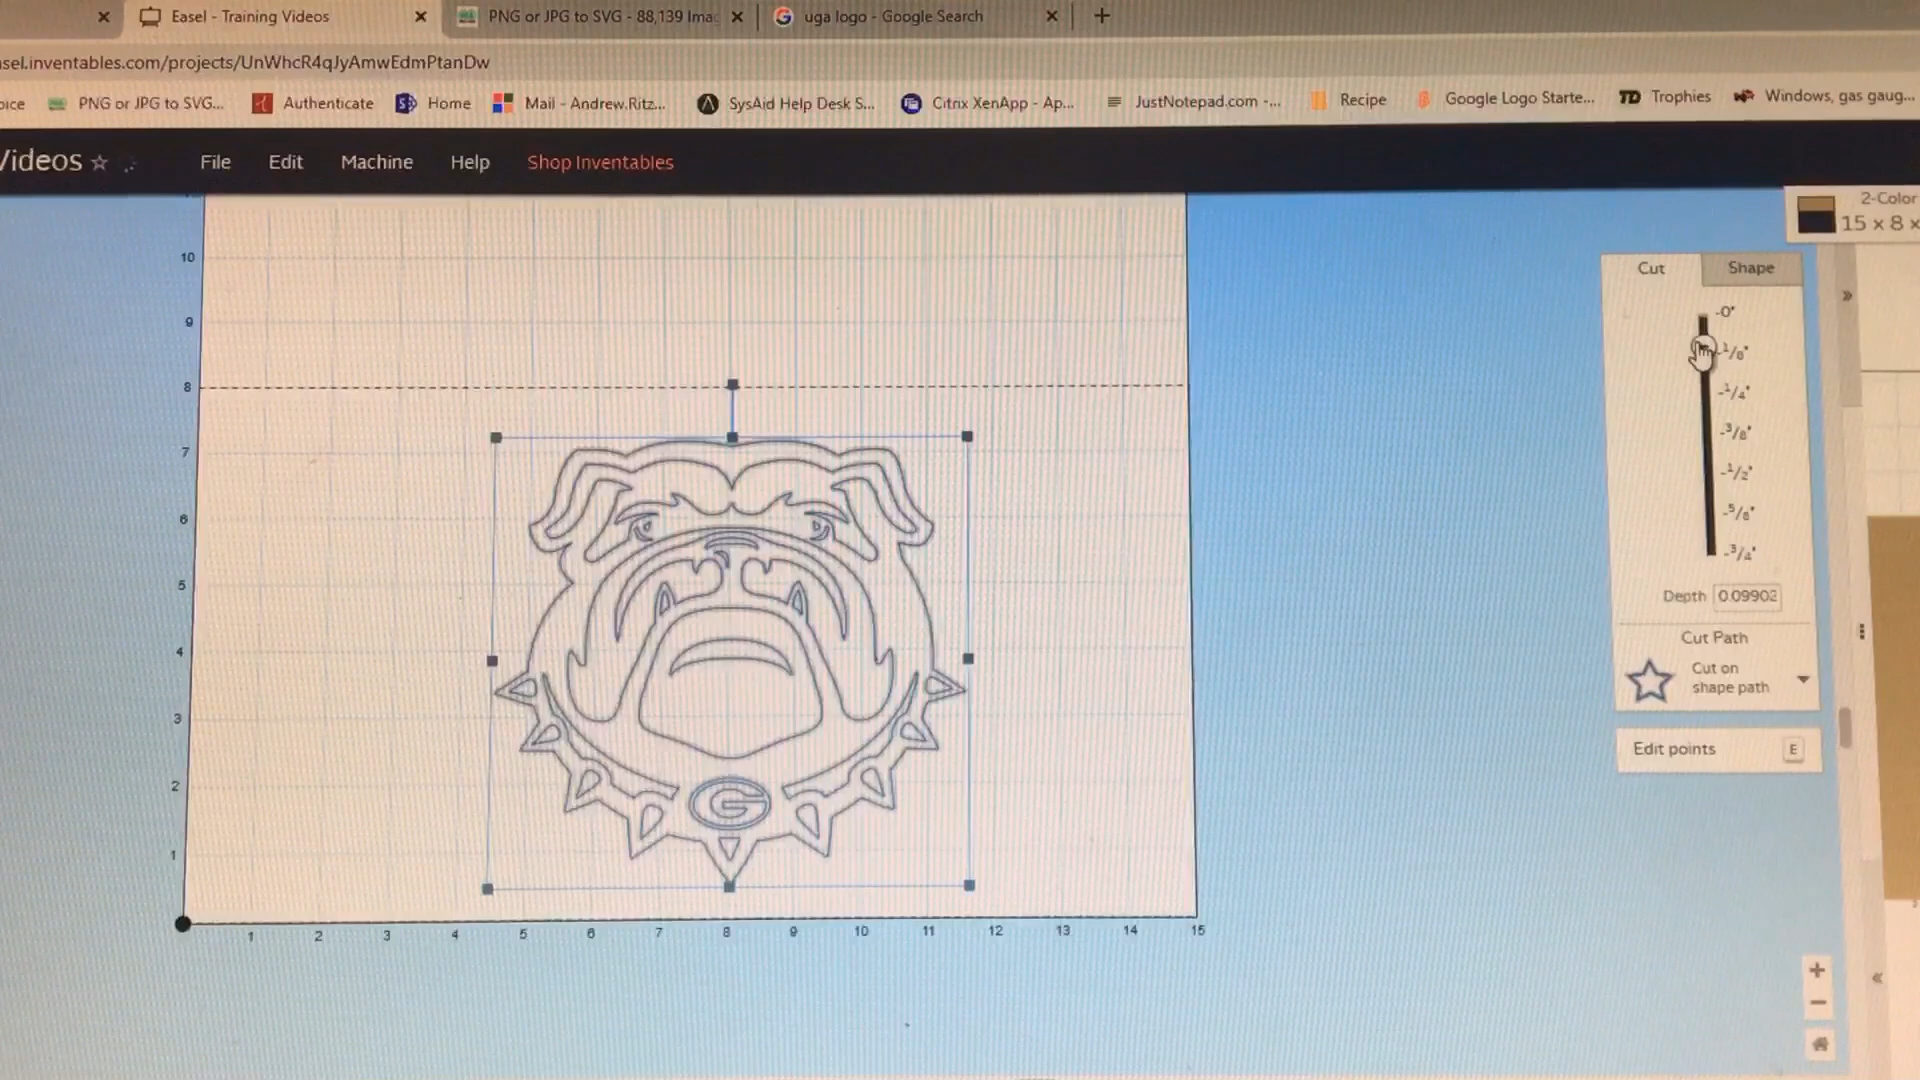 Easel - Training Videos
PNG or JPG to SVG - 88,139 Imag
uga logo - Google Search
asel.inventables.com/projects/UnWhcR4qJyAmwEdmPtanDw
oice
PNG or JPG to SVG...
Authenticate
Home
Mail - Andrew.Ritz...
SysAid Help Desk S...
Citrix XenApp - Ap...
JustNotepad.com -...
Recipe
Google Logo Starte...
TD Trophies
Windows, gas gaug...
Videos
File
Edit
Machine
Help
Shop Inventables
2-Color
15 x 8 x
Cut
Shape
-0"
-1/8"
-1/4"
-3/8"
-1/2"
-5/8"
-3/4"
Depth 0.09902
Cut Path
Cut on
shape path
Edit points E
10
9
8
7
6
5
4
3
2
1
G
1 2 3 4 5 6 7 8 9 10 11 12 13 14 15